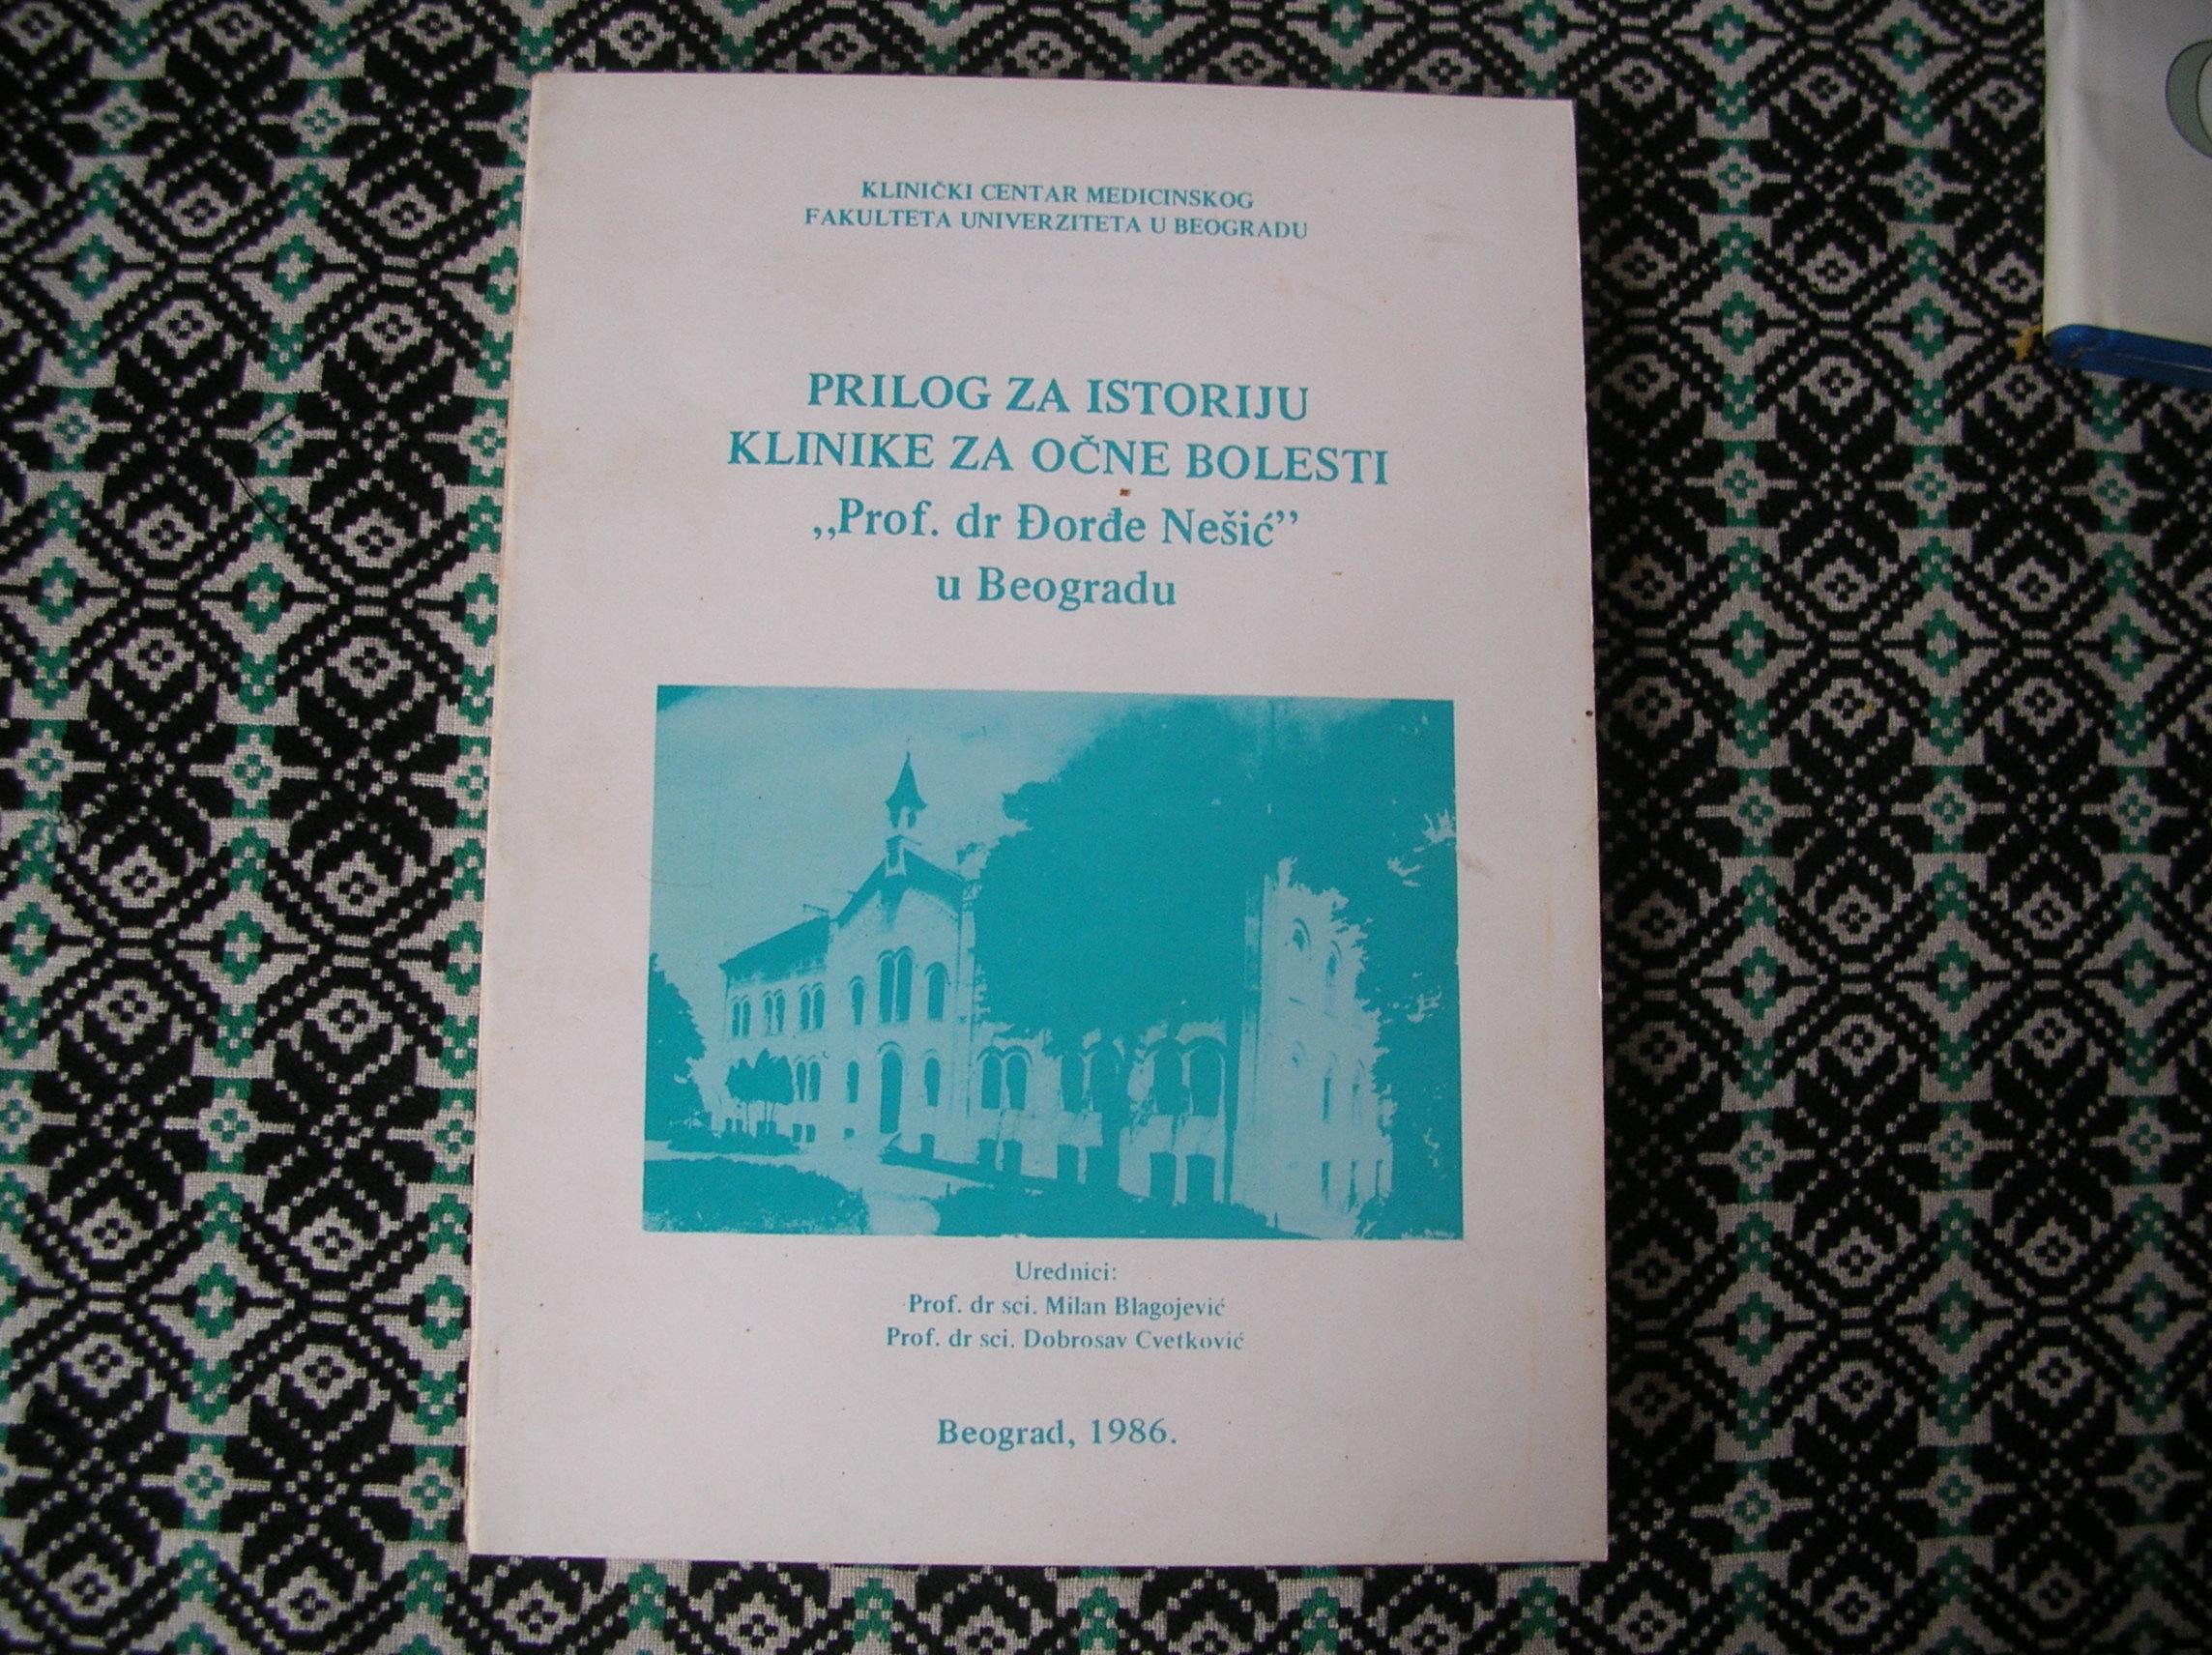 KLINIČKI CENTAR MEDICINSKOG
FAKULTETA UNIVERZITETA U BEOGRADU
PRILOG ZA ISTORIJU
KLINIKE ZA OČNE BOLESTI
,,Prof. dr Đorđe Nešić”
u Beogradu
Urednici:
Prof. dr sci. Milan Blagojević
Prof. dr sci. Dobrosav Cvetković
Beograd, 1986.